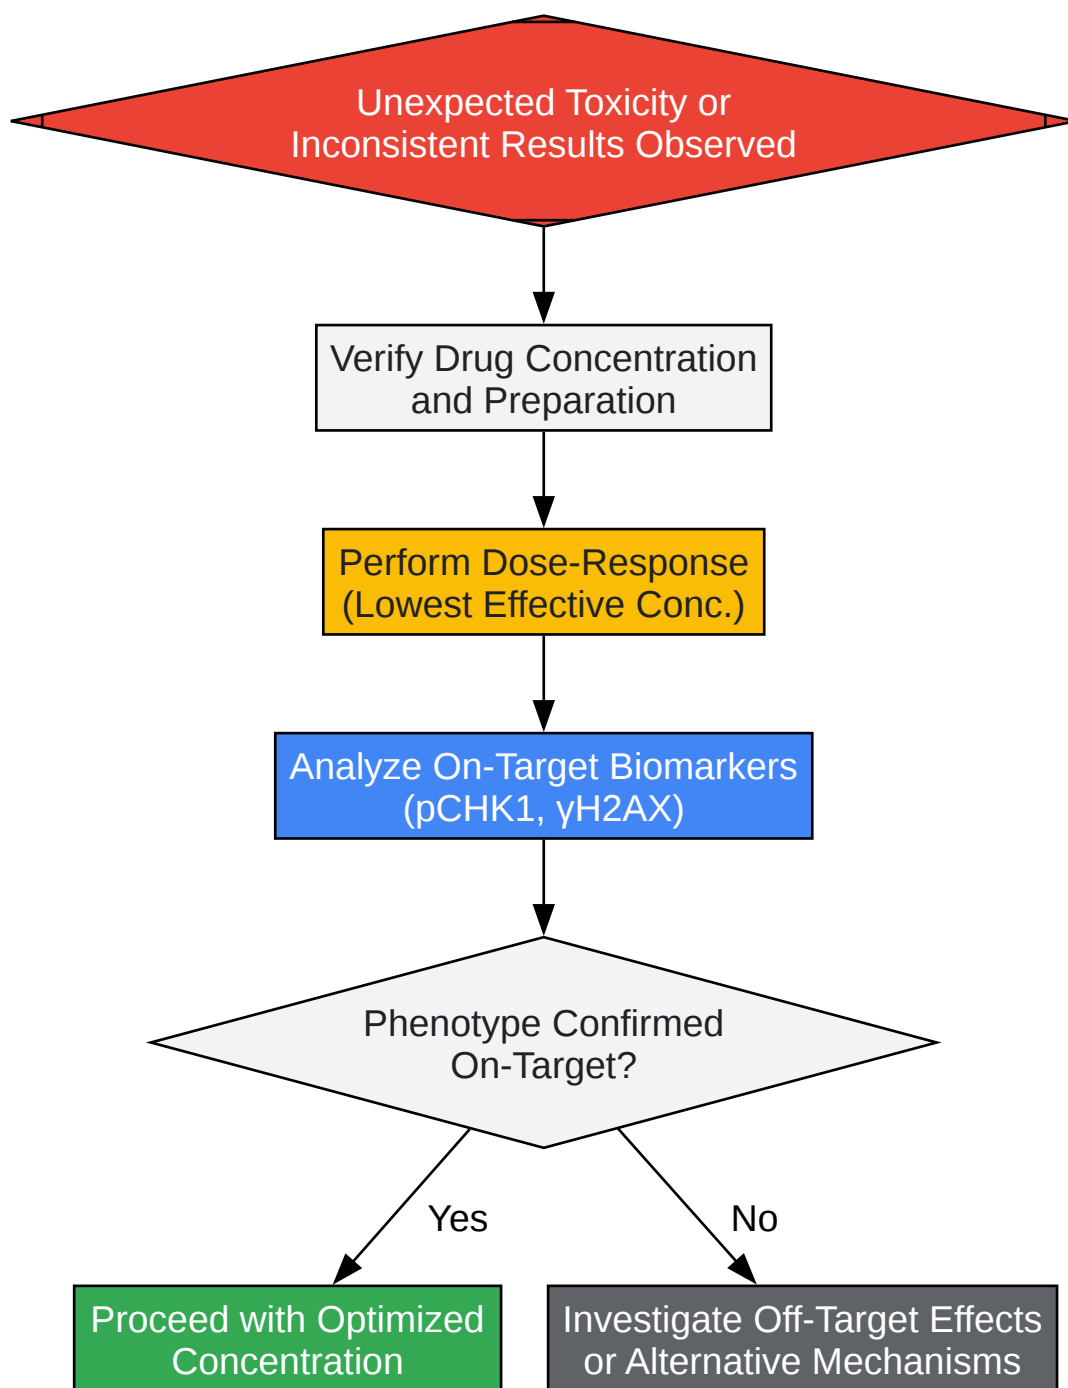 Unexpected Toxicity or
Inconsistent Results Observed
Verify Drug Concentration
and Preparation
Perform Dose-Response
(Lowest Effective Conc.)
Analyze On-Target Biomarkers
(pCHK1, γH2AX)
Phenotype Confirmed
On-Target?
Yes
No
Proceed with Optimized
Concentration
Investigate Off-Target Effects
or Alternative Mechanisms